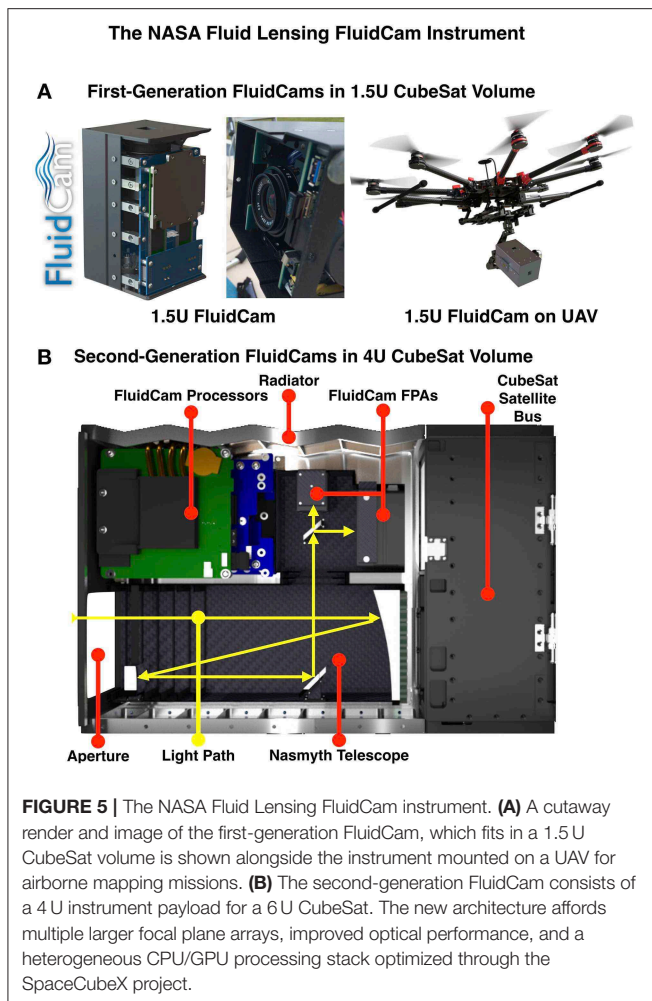 The NASA Fluid Lensing FluidCam Instrument
A First-Generation FluidCams in 1.5U CubeSat Volume
FluidCam
1.5U FluidCam
1.5U FluidCam on UAV
B Second-Generation FluidCams in 4U CubeSat Volume
FluidCam Processors
Radiator
FluidCam FPAs
CubeSat
Satellite
Bus
Aperture
Light Path
Nasmyth Telescope
FIGURE 5 | The NASA Fluid Lensing FluidCam instrument. (A) A cutaway
render and image of the first-generation FluidCam, which fits in a 1.5 U
CubeSat volume is shown alongside the instrument mounted on a UAV for
airborne mapping missions. (B) The second-generation FluidCam consists of
a 4 U instrument payload for a 6 U CubeSat. The new architecture affords
multiple larger focal plane arrays, improved optical performance, and a
heterogeneous CPU/GPU processing stack optimized through the
SpaceCubeX project.